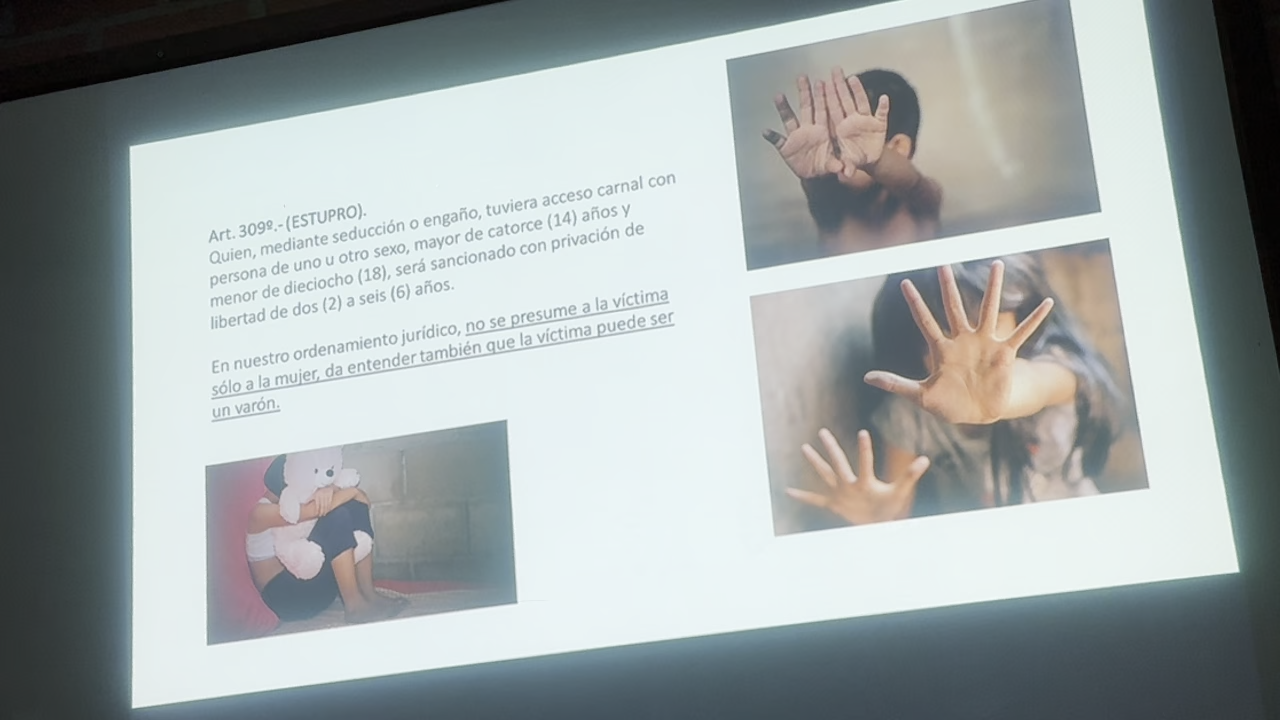 Art. 309º.- (ESTUPRO).
Quien, mediante seducción o engaño, tuviera acceso carnal con
persona de uno u otro sexo, mayor de catorce (14) años y
menor de dieciocho (18), será sancionado con privación de
libertad de dos (2) a seis (6) años.
En nuestro ordenamiento jurídico, no se presume a la víctima
sólo a la mujer, da entender también que la víctima puede ser
un varón.